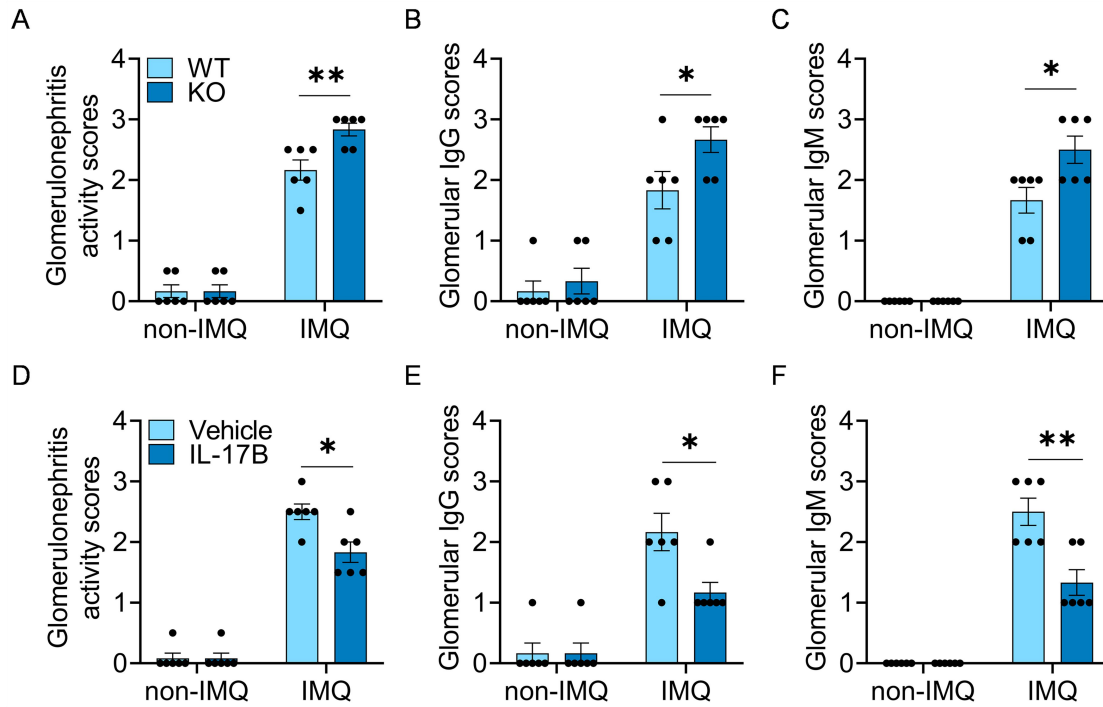 A
Glomerulonephritis
activity scores
4
3
2
1
0
WT
KO
**
non-IMQ
IMQ
B
Glomerular IgG scores
4
3
2
1
0
*
non-IMQ
IMQ
C
Glomerular IgM scores
4
3
2
1
0
*
non-IMQ
IMQ
D
Glomerulonephritis
activity scores
4
3
2
1
0
Vehicle
IL-17B
*
non-IMQ
IMQ
E
Glomerular IgG scores
4
3
2
1
0
*
non-IMQ
IMQ
F
Glomerular IgM scores
4
3
2
1
0
**
non-IMQ
IMQ